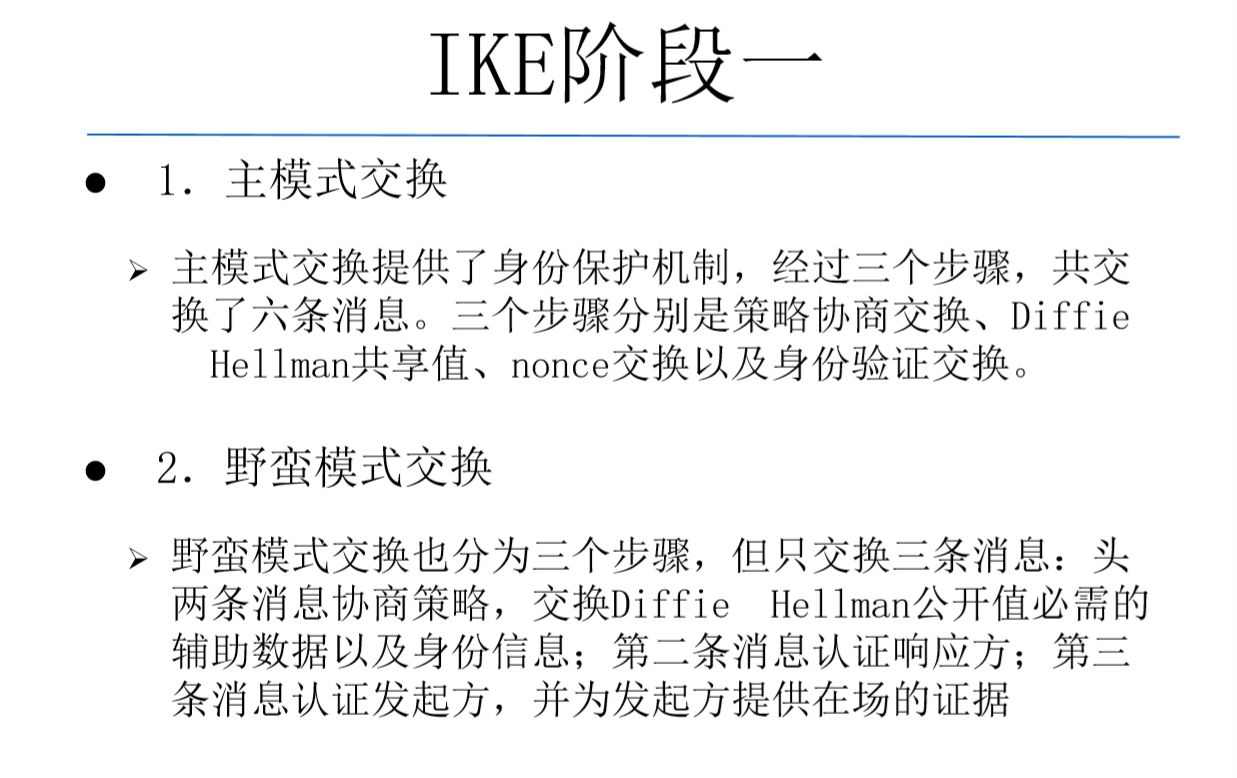 IKE阶段一
● 1. 主模式交换
➢ 主模式交换提供了身份保护机制，经过三个步骤，共交
换了六条消息。三个步骤分别是策略协商交换、Diffie
Hellman共享值、nonce交换以及身份验证交换。
● 2. 野蛮模式交换
➢ 野蛮模式交换也分为三个步骤，但只交换三条消息：头
两条消息协商策略，交换Diffie Hellman公开值必需的
辅助数据以及身份信息；第二条消息认证响应方；第三
条消息认证发起方，并为发起方提供在场的证据